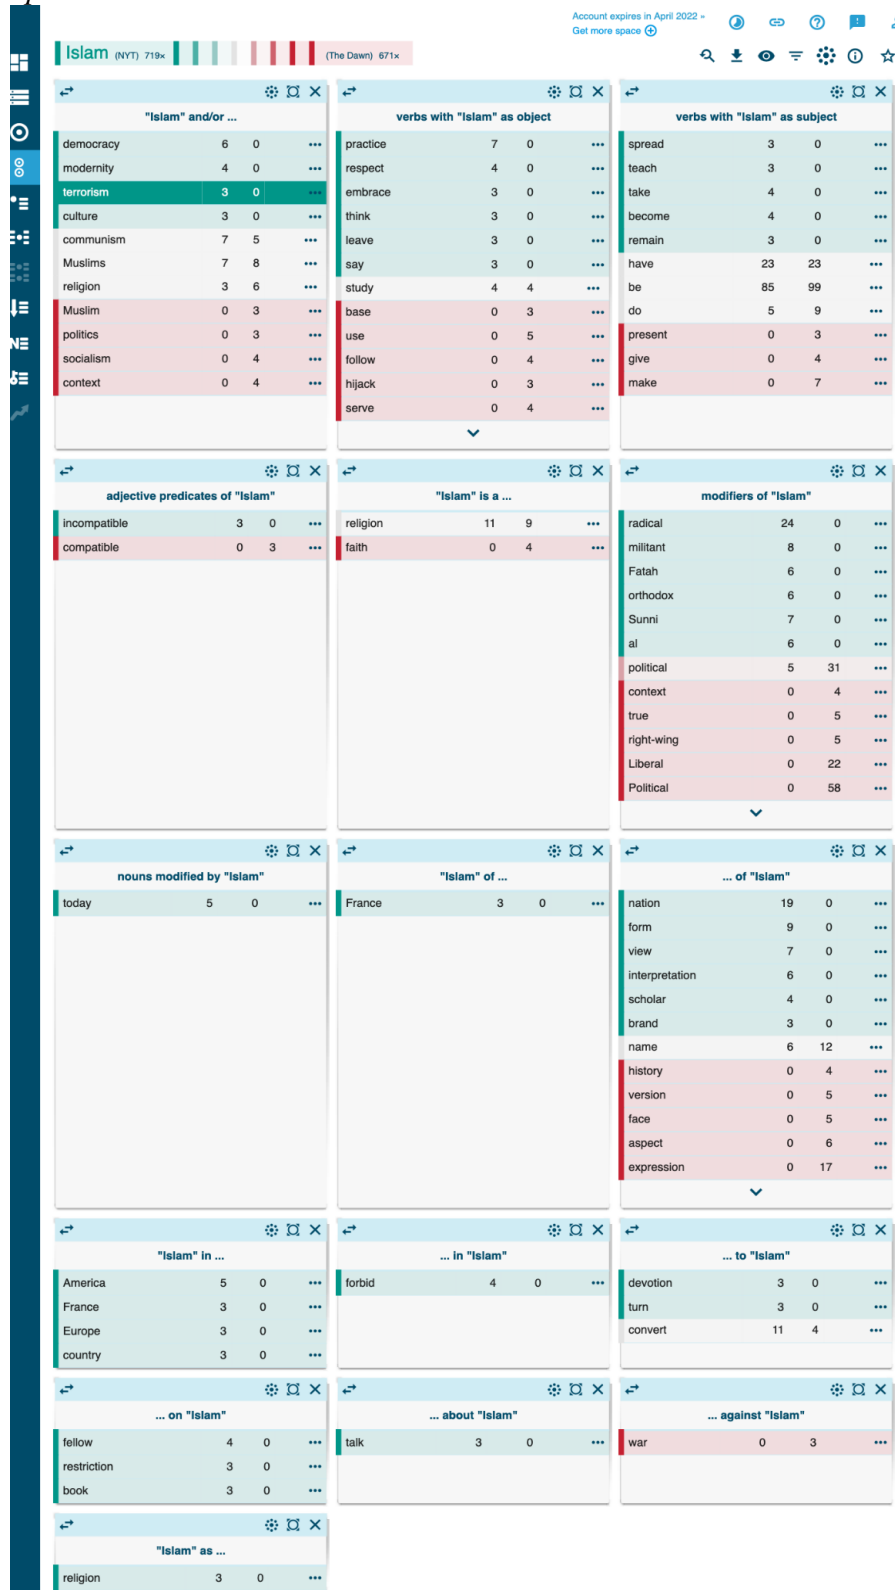 Account expires in April 2022 »
Get more space
Islam (NYT) 719× (The Dawn) 671×
"Islam" and/or ...
democracy 6 0
modernity 4 0
terrorism 3 0
culture 3 0
communism 7 5
Muslims 7 8
religion 3 6
Muslim 0 3
politics 0 3
socialism 0 4
context 0 4
verbs with "Islam" as object
practice 7 0
respect 4 0
embrace 3 0
think 3 0
leave 3 0
say 3 0
study 4 4
base 0 3
use 0 5
follow 0 4
hijack 0 3
serve 0 4
verbs with "Islam" as subject
spread 3 0
teach 3 0
take 4 0
become 4 0
remain 3 0
have 23 23
be 85 99
do 5 9
present 0 3
give 0 4
make 0 7
adjective predicates of "Islam"
incompatible 3 0
compatible 0 3
"Islam" is a ...
religion 11 9
faith 0 4
modifiers of "Islam"
radical 24 0
militant 8 0
Fatah 6 0
orthodox 6 0
Sunni 7 0
al 6 0
political 5 31
context 0 4
true 0 5
right-wing 0 5
Liberal 0 22
Political 0 58
nouns modified by "Islam"
today 5 0
"Islam" of ...
France 3 0
... of "Islam"
nation 19 0
form 9 0
view 7 0
interpretation 6 0
scholar 4 0
brand 3 0
name 6 12
history 0 4
version 0 5
face 0 5
aspect 0 6
expression 0 17
"Islam" in ...
America 5 0
France 3 0
Europe 3 0
country 3 0
... in "Islam"
forbid 4 0
... to "Islam"
devotion 3 0
turn 3 0
convert 11 4
... on "Islam"
fellow 4 0
restriction 3 0
book 3 0
... about "Islam"
talk 3 0
... against "Islam"
war 0 3
"Islam" as ...
religion 3 0